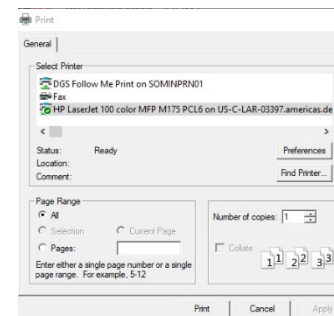 Print
General
Select Printer
DGS Follow Me Print on SOMINPRN01
Fax
HP LaserJet 100 color MFP M175 PCL6 on US-C-LAR-03397.americas.de
Status: Ready Preferences
Location:
Comment: Find Printer...
Page Range
All Number of copies: 1
Selection Current Page
Pages: Collate
Enter either a single page number or a single
page range. For example, 5-12
1 1 2 2 3 3
Print Cancel Apply